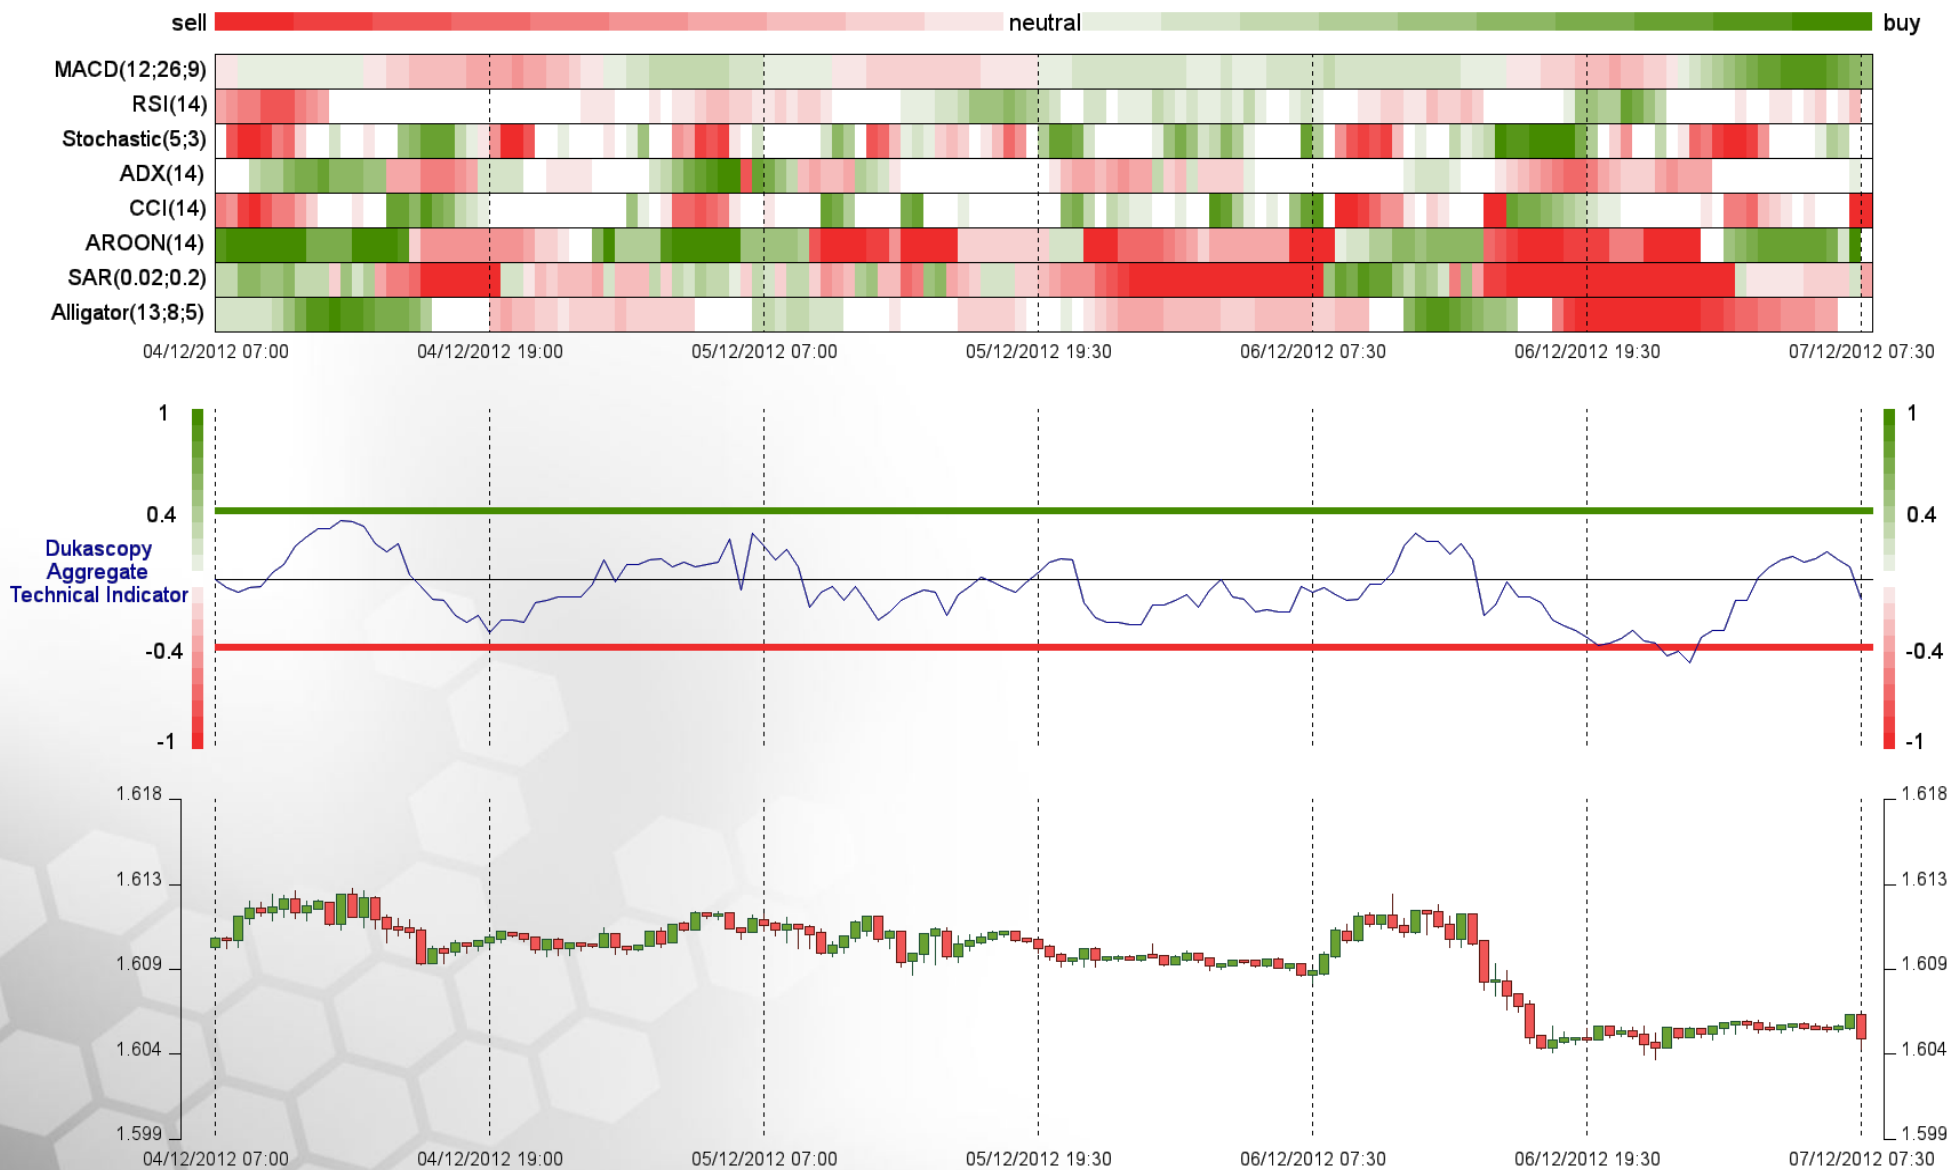 sell neutral buy
MACD(12;26;9)
RSI(14)
Stochastic(5;3)
ADX(14)
CCI(14)
AROON(14)
SAR(0.02;0.2)
Alligator(13;8;5)
04/12/2012 07:00 04/12/2012 19:00 05/12/2012 07:00 05/12/2012 19:30 06/12/2012 07:30 06/12/2012 19:30 07/12/2012 07:30
1 1
0.4 0.4
Dukascopy
Aggregate
Technical Indicator
-0.4 -0.4
-1 -1
1.618 1.618
1.613 1.613
1.609 1.609
1.604 1.604
1.599 1.599
04/12/2012 07:00 04/12/2012 19:00 05/12/2012 07:00 05/12/2012 19:30 06/12/2012 07:30 06/12/2012 19:30 07/12/2012 07:30